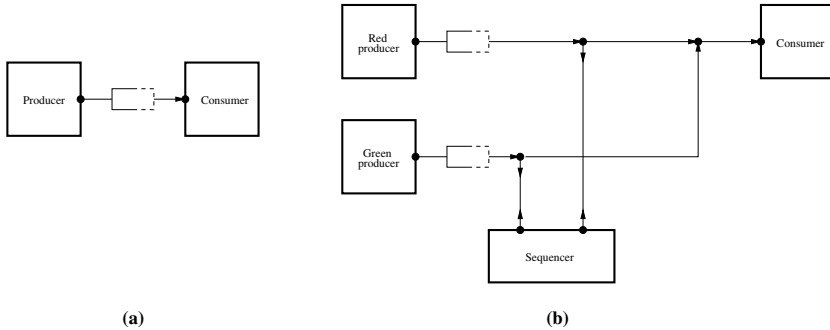 Producer
Consumer
(a)
Red
producer
Consumer
Green
producer
Sequencer
(b)